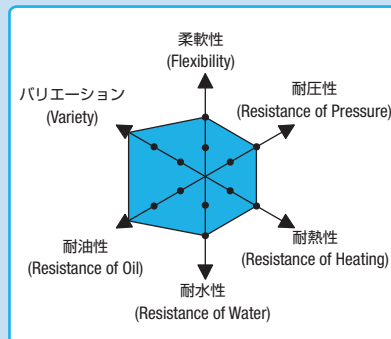 柔軟性
(Flexibility)
バリエーション
(Variety)
耐圧性
(Resistance of Pressure)
耐油性
(Resistance of Oil)
耐熱性
(Resistance of Heating)
耐水性
(Resistance of Water)